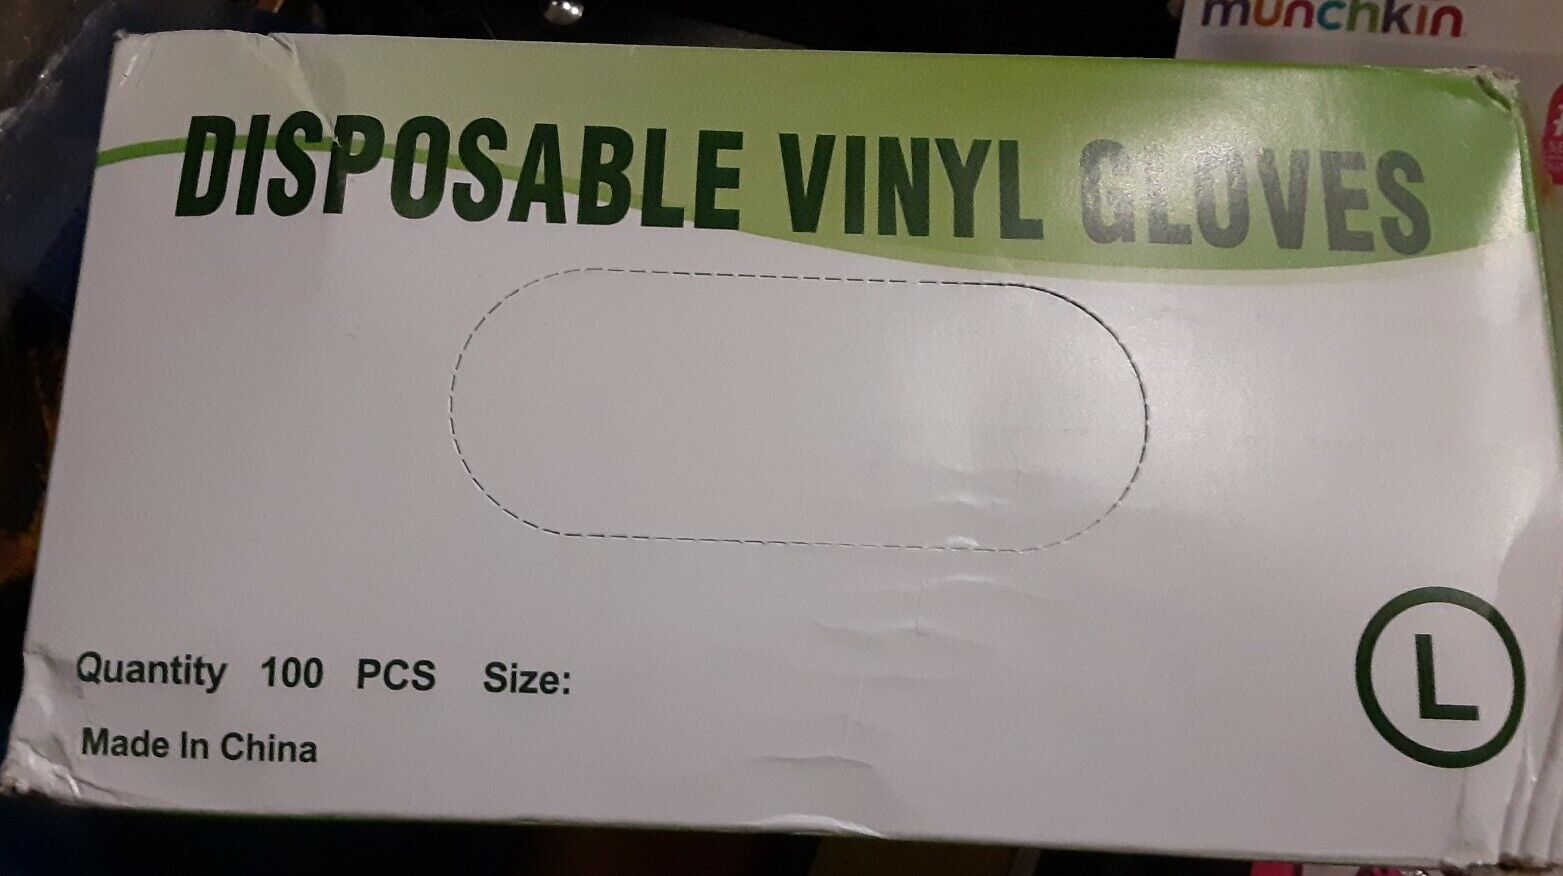 munchkin
DISPOSABLE VINYL GLOVES
Quantity 100 PCS Size:
L
Made In China